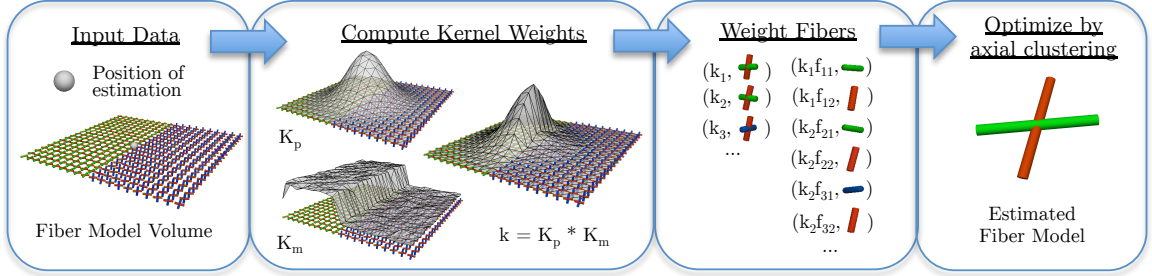 Input Data
Position of
estimation
Fiber Model Volume
Compute Kernel Weights
K_p
K_m
k = K_p * K_m
Weight Fibers
(k_1, )
(k_2, )
(k_3, )
...
(k_1f_11, )
(k_1f_12, )
(k_2f_21, )
(k_2f_22, )
(k_2f_31, )
(k_2f_32, )
...
Optimize by
axial clustering
Estimated
Fiber Model